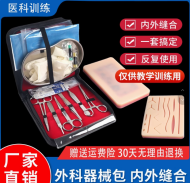 医科训练
内外缝合
一套搞定
反复使用
仅供教学训练用
赠送运费险 30天无理由退换
厂家直销
外科器械包 内外缝合